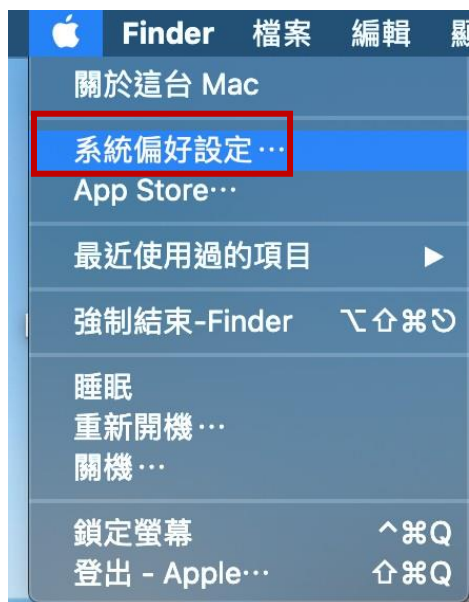 Finder 檔案 編輯
關於這台 Mac
系統偏好設定…
App Store…
最近使用過的項目 ▶
強制結束-Finder ⌥⇧⌘⎋
睡眠
重新開機…
關機…
鎖定螢幕 ^⌘Q
登出 - Apple… ⇧⌘Q